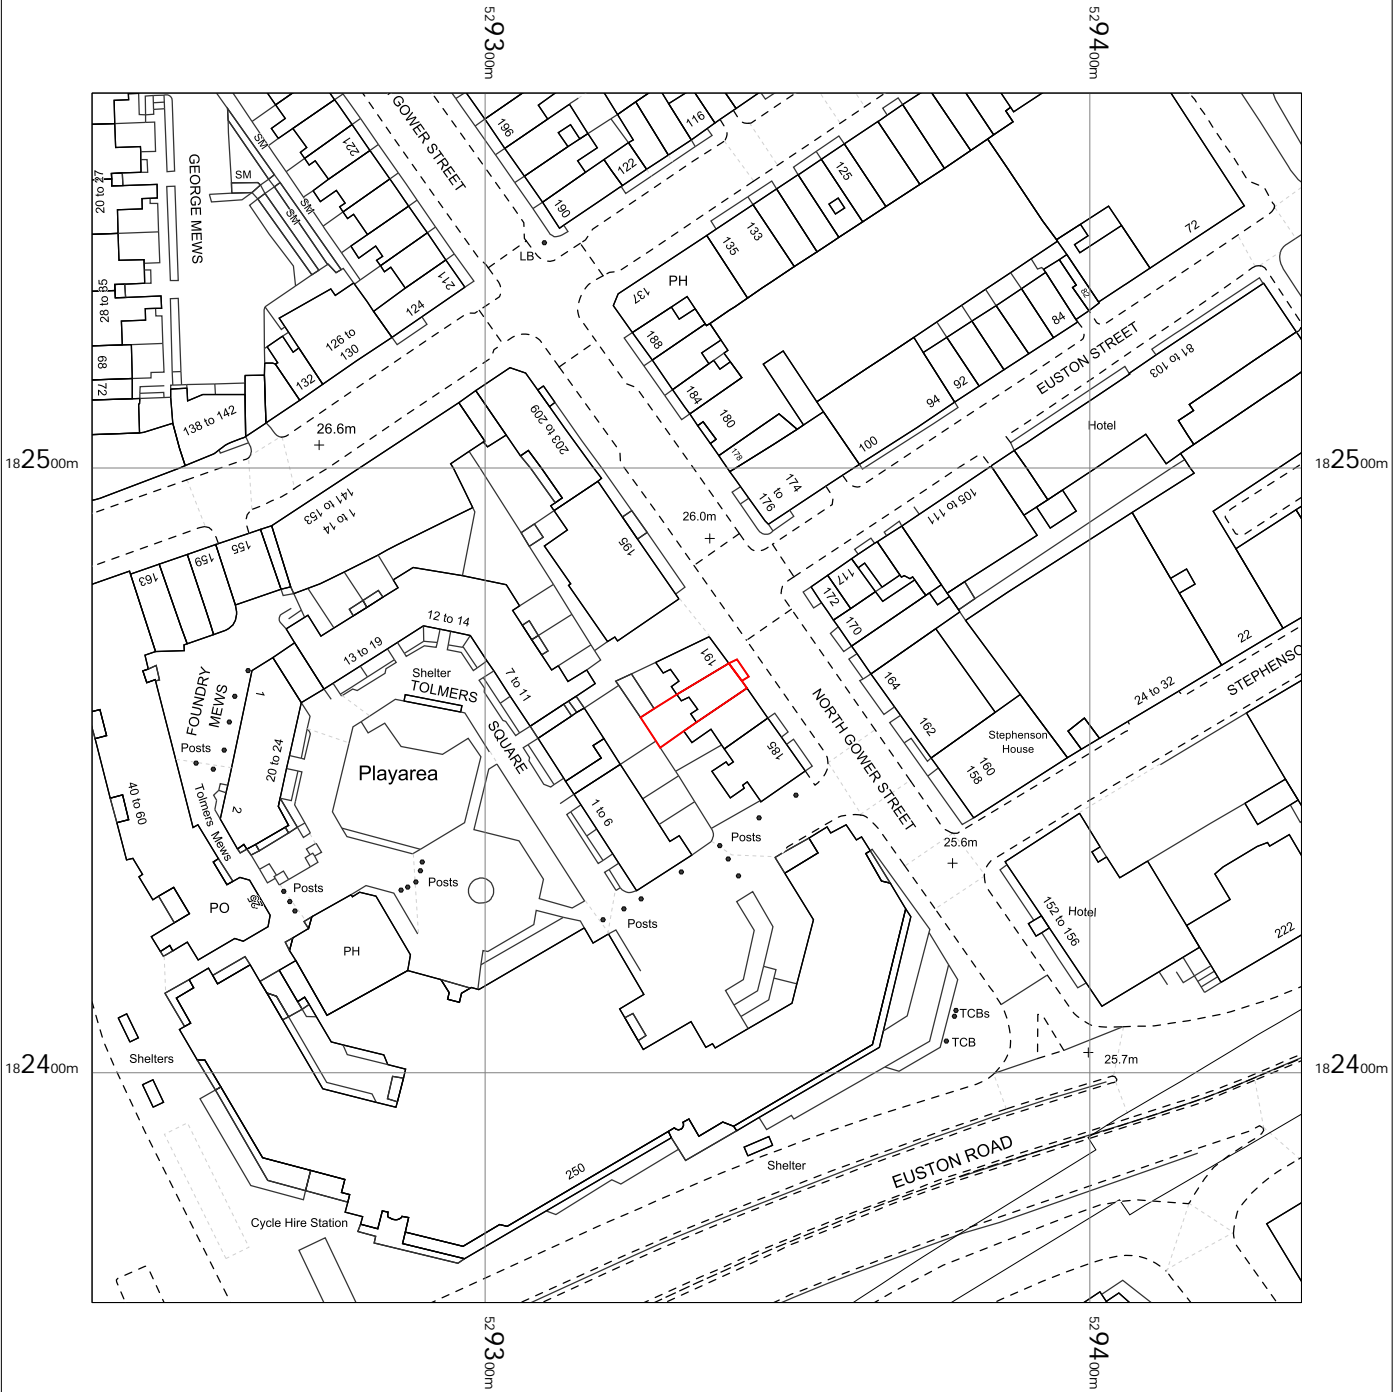 529300m
529400m
GOWER STREET
196
116
122
190
LB
221
SM
SM
SM
SM
GEORGE MEWS
20 to 27
28 to 35
68
72
211
124
126 to
130
132
138 to 142
26.6m
125
133
135
PH
137
188
184
180
178
174
to
176
72
82
84
92
94
100
EUSTON STREET
81 to 103
Hotel
182500m
182500m
203 to 209
141 to 153
1 to 14
155
159
163
195
26.0m
105 to 111
117
172
170
164
162
22
STEPHENSO
24 to 32
Stephenson
House
160
158
12 to 14
13 to 19
Shelter
TOLMERS
SQUARE
7 to 11
191
185
NORTH GOWER STREET
FOUNDRY
MEWS
1
Posts
20 to 24
2
Tolmers Mews
40 to 60
Playarea
1 to 6
Posts
25.6m
Posts
Posts
PO
PH
Posts
152 to 156
Hotel
222
TCBs
TCB
25.7m
Shelters
182400m
182400m
250
Shelter
EUSTON ROAD
Cycle Hire Station
529300m
529400m